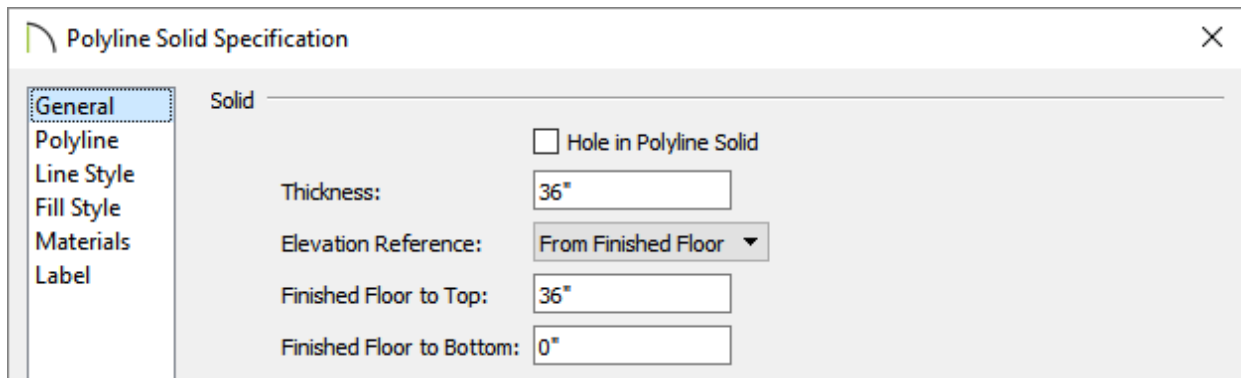 Polyline Solid Specification
General
Polyline
Line Style
Fill Style
Materials
Label
Solid
Hole in Polyline Solid
Thickness: 36"
Elevation Reference: From Finished Floor
Finished Floor to Top: 36"
Finished Floor to Bottom: 0"